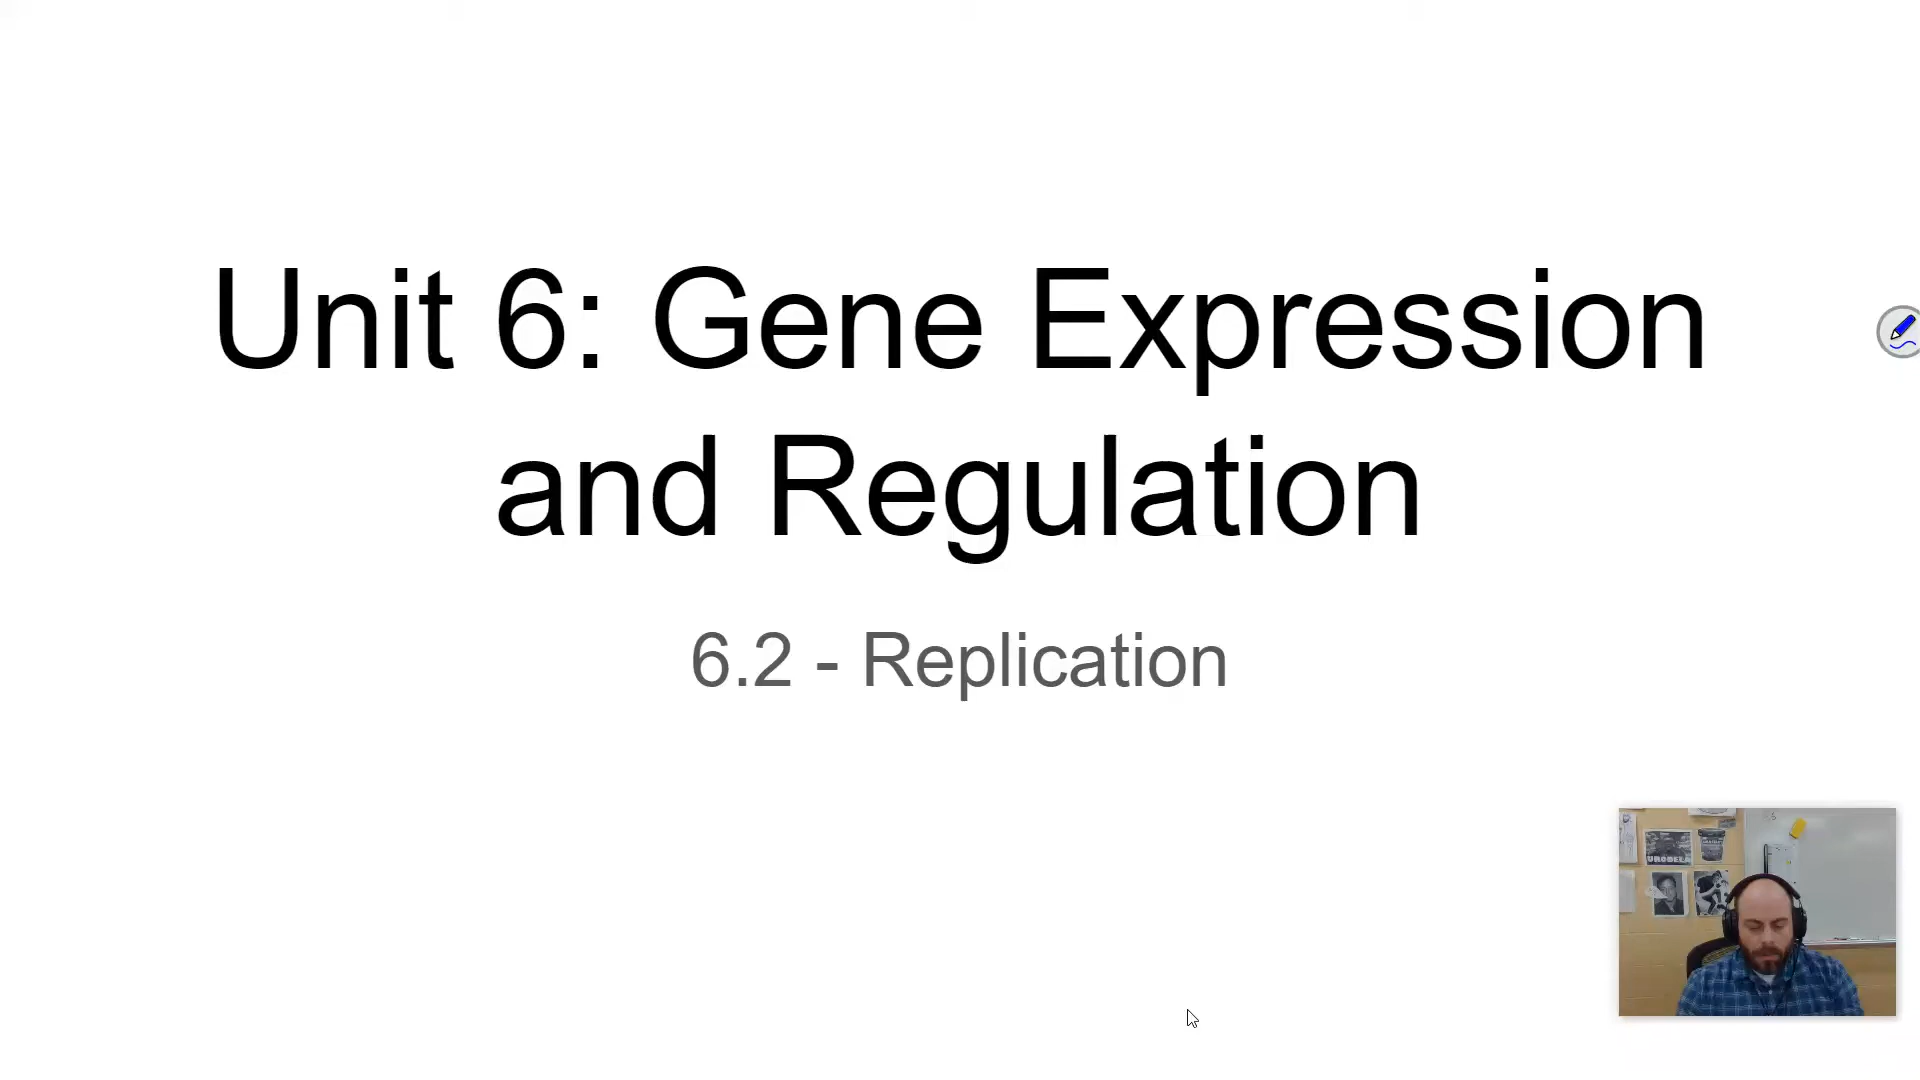 Unit 6: Gene Expression
and Regulation
6.2 - Replication